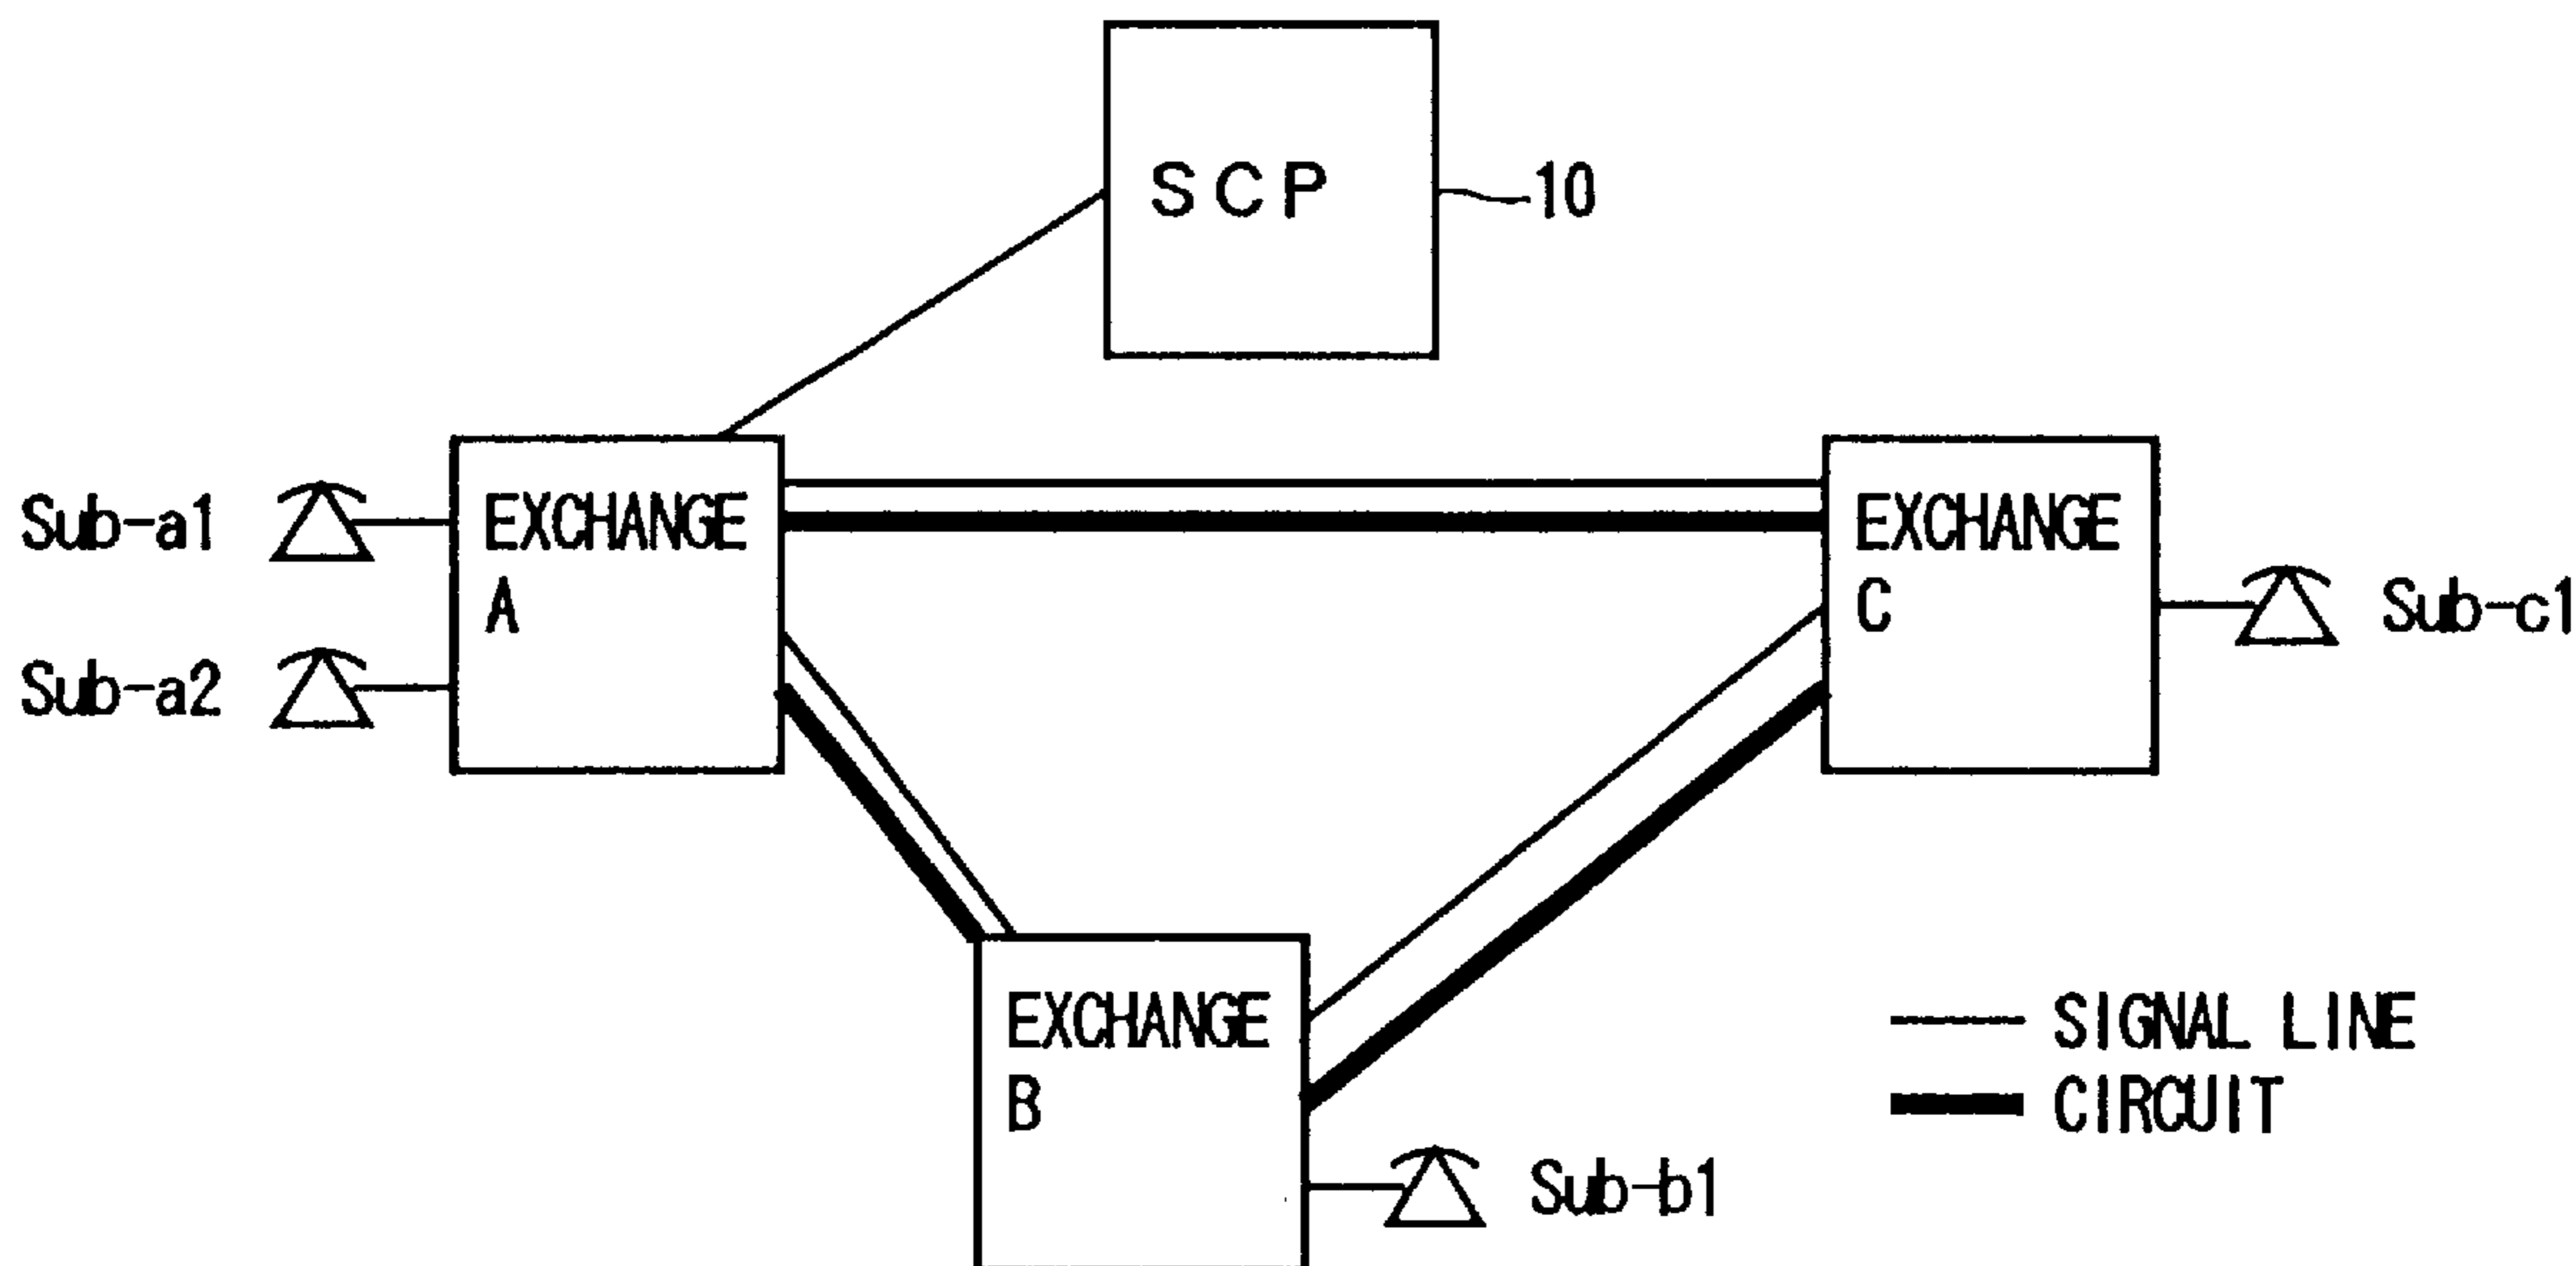 SCP
10
Sub-a1
EXCHANGE
A
Sub-a2
EXCHANGE
C
Sub-c1
EXCHANGE
B
Sub-b1
SIGNAL LINE
CIRCUIT